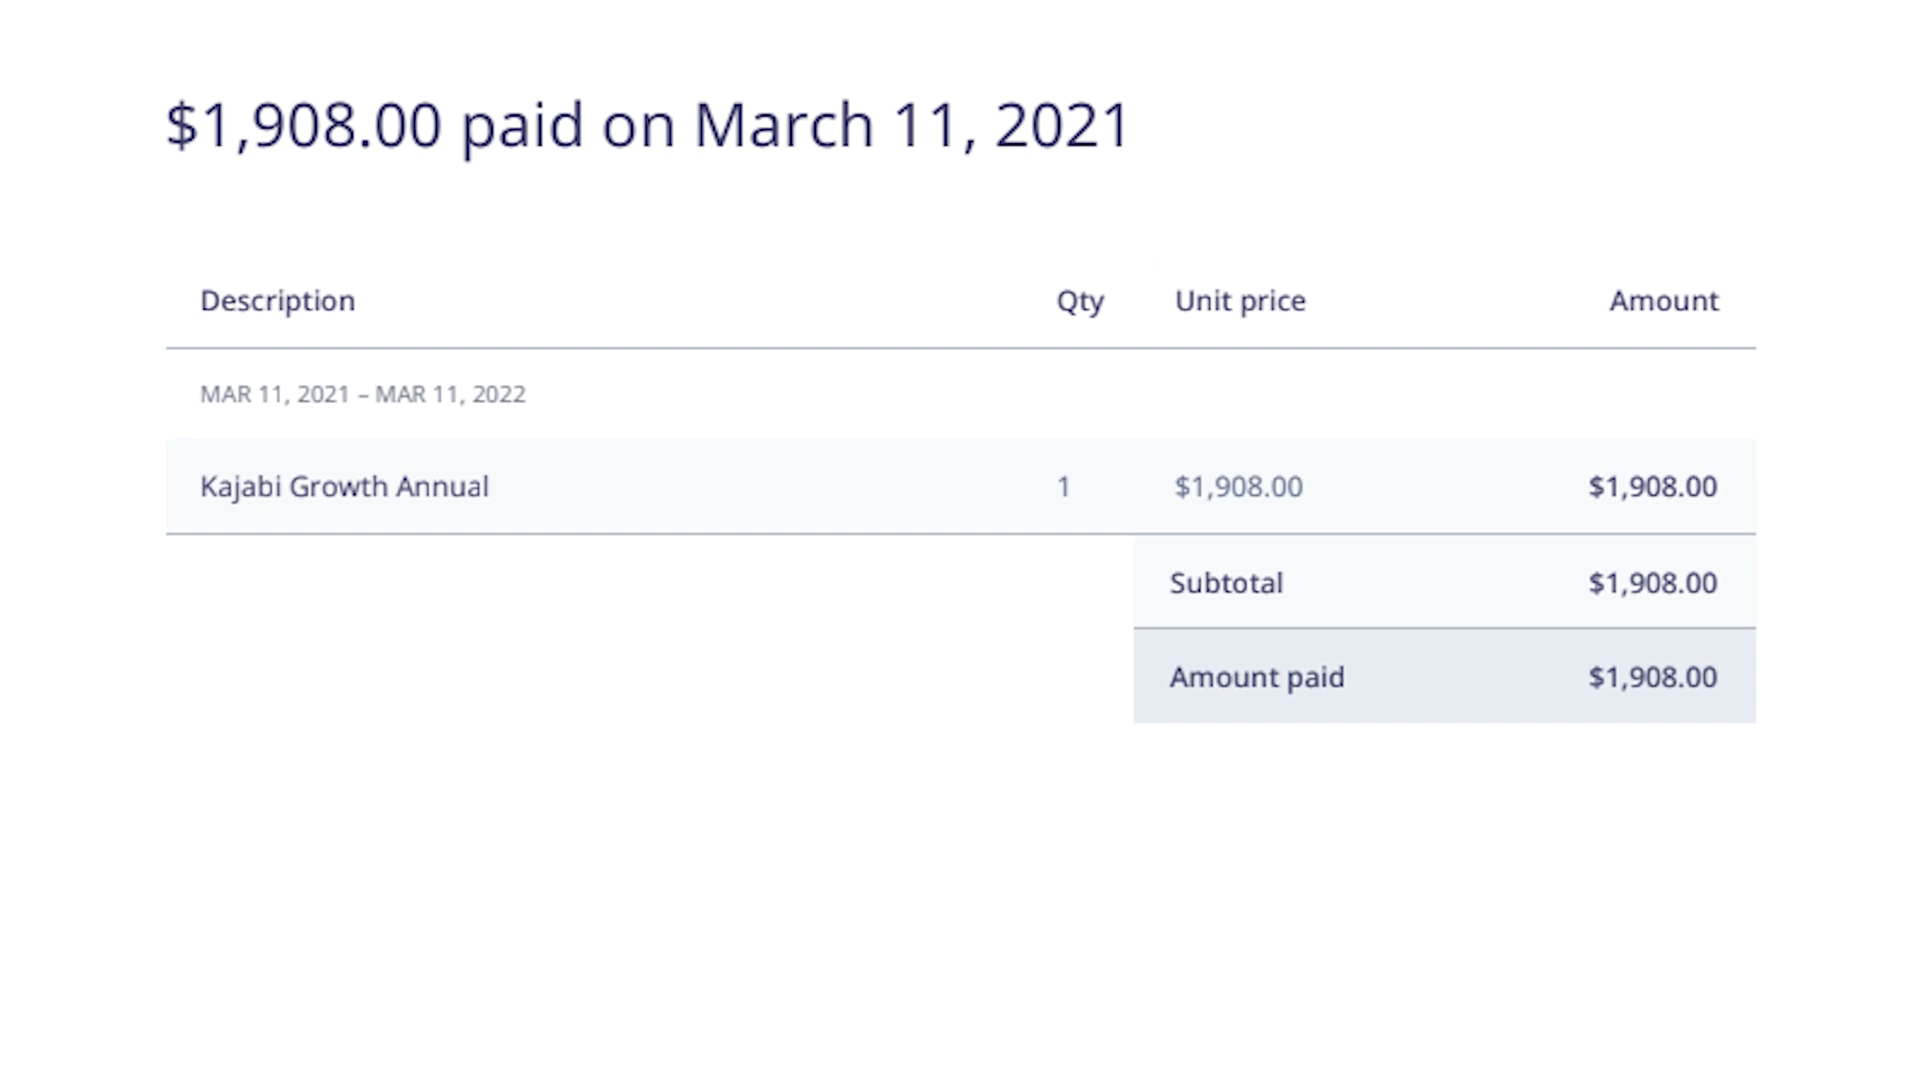 $1,908.00 paid on March 11, 2021
Description Qty Unit price Amount
MAR 11, 2021 – MAR 11, 2022
Kajabi Growth Annual 1 $1,908.00 $1,908.00
Subtotal $1,908.00
Amount paid $1,908.00